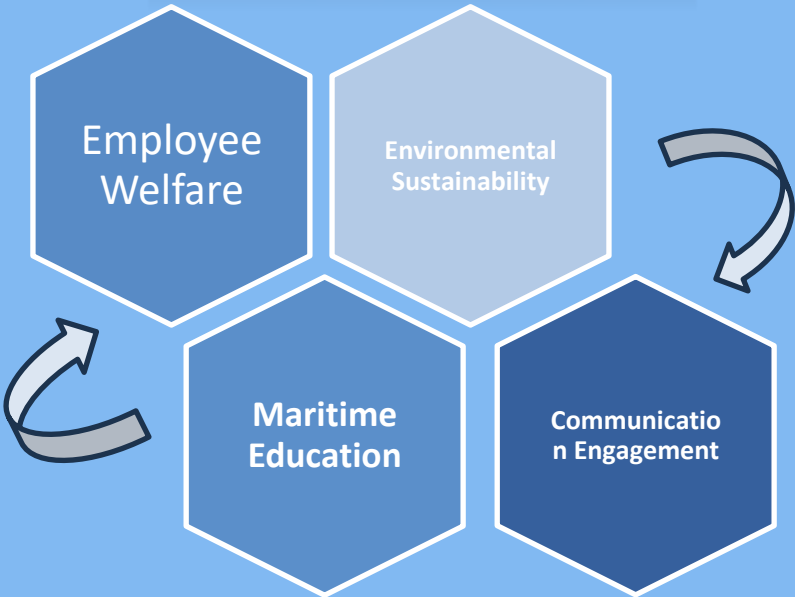 Employee
Welfare
Environmental
Sustainability
Maritime
Education
Communicatio
n Engagement